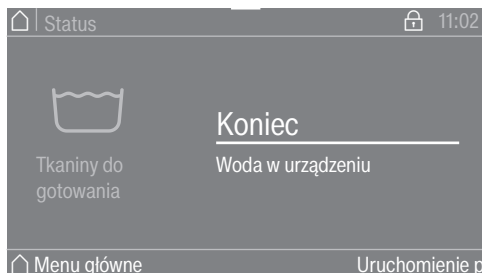 Status 11:02
Koniec
Tkaniny do
gotowania
Woda w urządzeniu
Menu główne Uruchomienie p